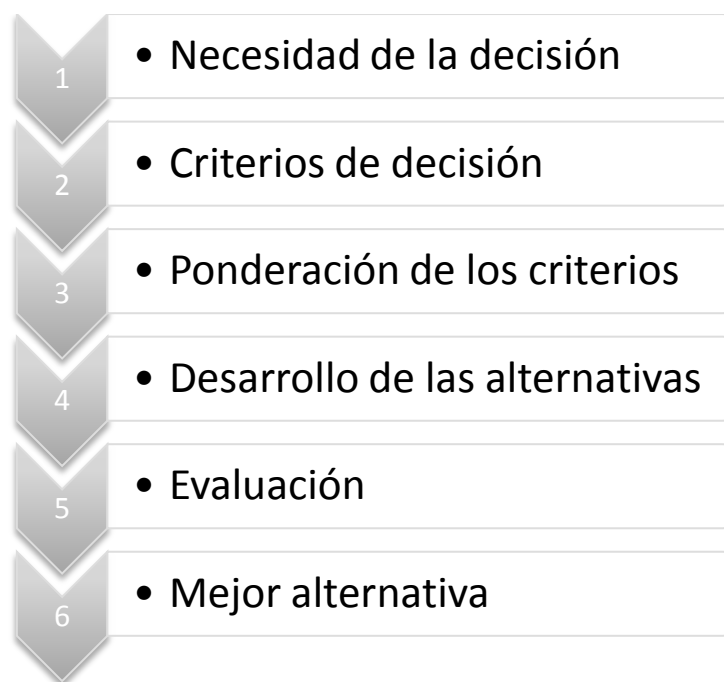 1 • Necesidad de la decisión
2 • Criterios de decisión
3 • Ponderación de los criterios
4 • Desarrollo de las alternativas
5 • Evaluación
6 • Mejor alternativa